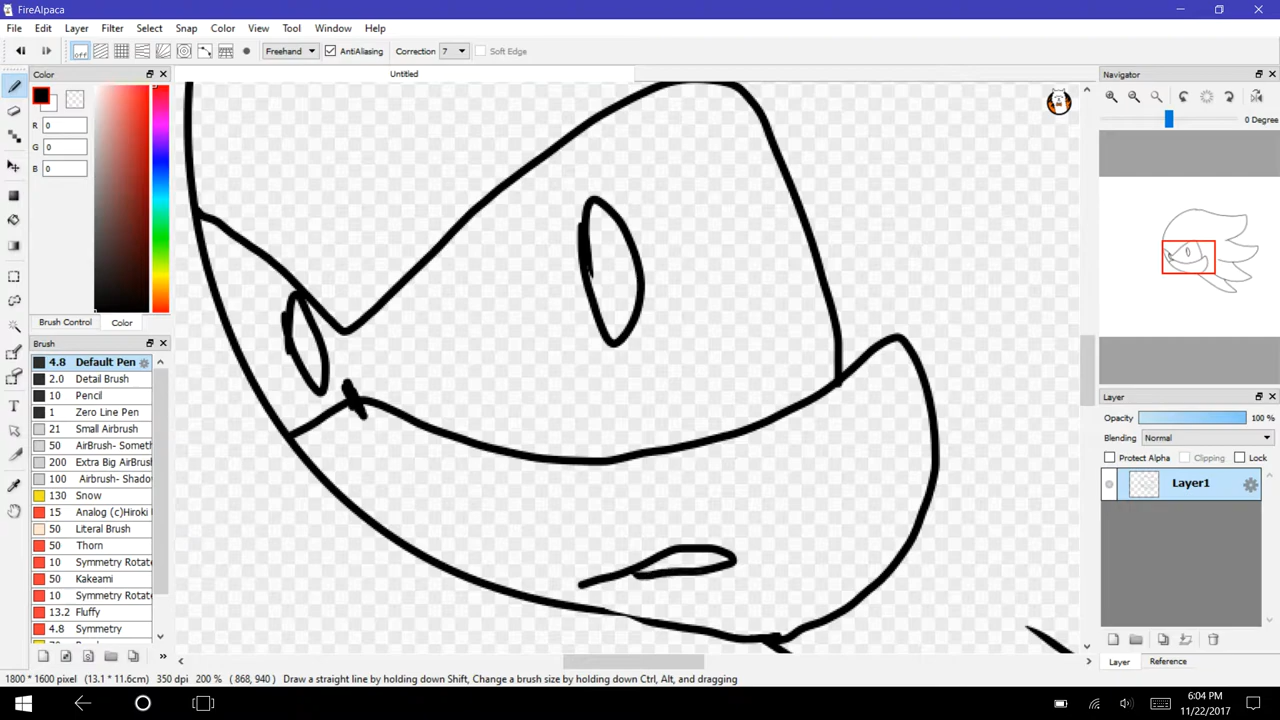 FireAlpaca
File Edit Layer Filter Select Snap Color View Tool Window Help
off Freehand AntiAliasing Correction 7 Soft Edge
Color
Untitled
Navigator
R 0
G 0
B 0
0 Degree
Brush Control Color
Brush
4.8 Default Pen
2.0 Detail Brush
10 Pencil
1 Zero Line Pen
21 Small Airbrush
50 AirBrush- Someth
200 Extra Big AirBrush
100 Airbrush- Shado
130 Snow
15 Analog (c)Hiroki
50 Literal Brush
50 Thorn
10 Symmetry Rotate
50 Kakeami
10 Symmetry Rotate
13.2 Fluffy
4.8 Symmetry
Layer
Opacity 100 %
Blending Normal
Protect Alpha Clipping Lock
Layer1
Layer Reference
1800 * 1600 pixel (13.1 * 11.6cm) 350 dpi 200 % ( 868, 940 ) Draw a straight line by holding down Shift, Change a brush size by holding down Ctrl, Alt, and dragging
6:04 PM
11/22/2017